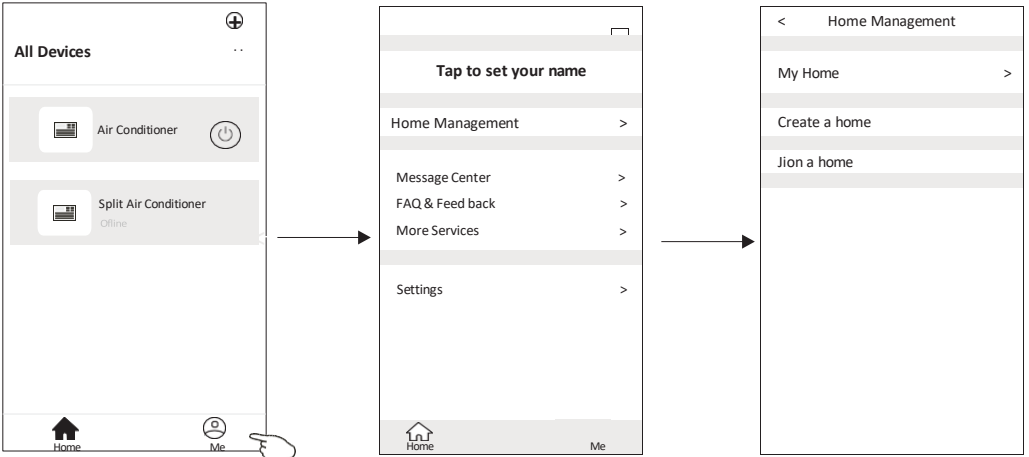 All Devices
Air Conditioner
Split Air Conditioner
Ofline
Home
Me
Tap to set your name
Home Management >
Message Center >
FAQ & Feed back >
More Services >
Settings >
Home
Me
< Home Management
My Home >
Create a home
Jion a home